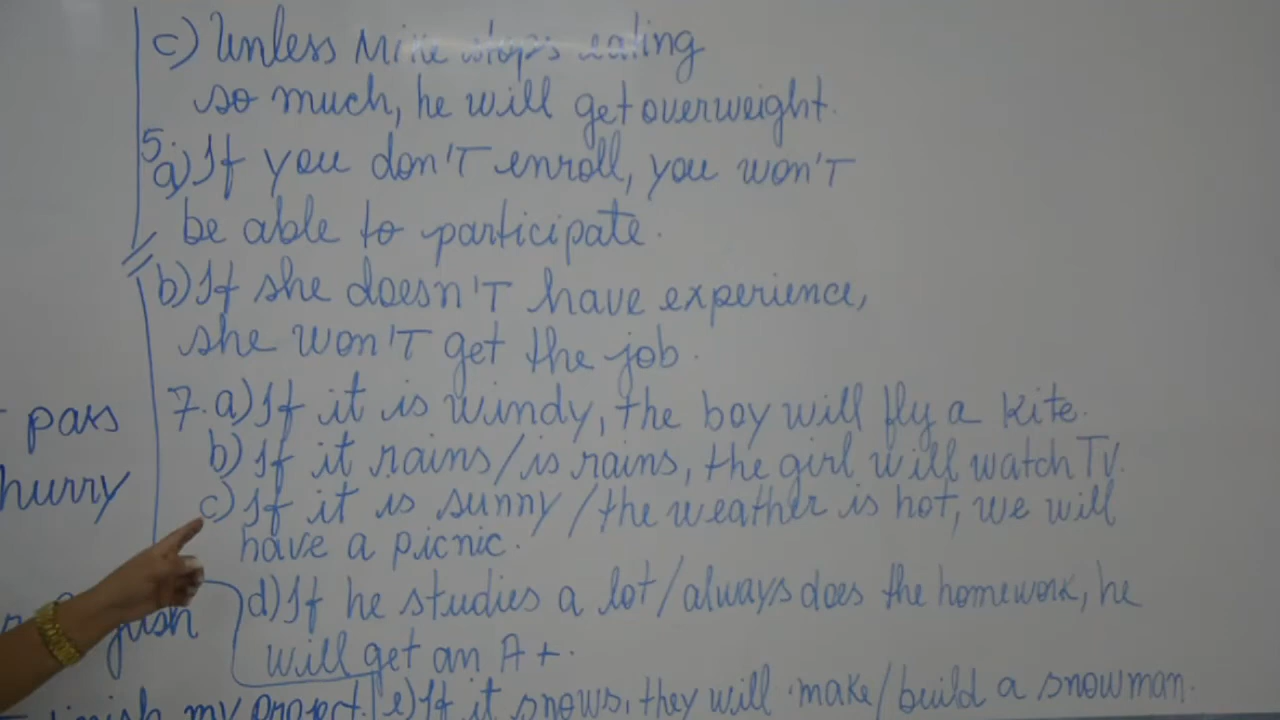 c) Unless Mike stops eating
so much, he will get overweight.
5.
a) If you don't enroll, you won't
be able to participate.
b) If she doesn't have experience,
she won't get the job.
7. a) If it is windy, the boy will fly a kite.
b) If it rains/is rains, the girl will watch TV.
c) If it is sunny/the weather is hot, we will
have a picnic.
d) If he studies a lot/always does the homework, he
will get an A+.
e) If it snows, they will make/build a snowman.
pass
hurry
my project.